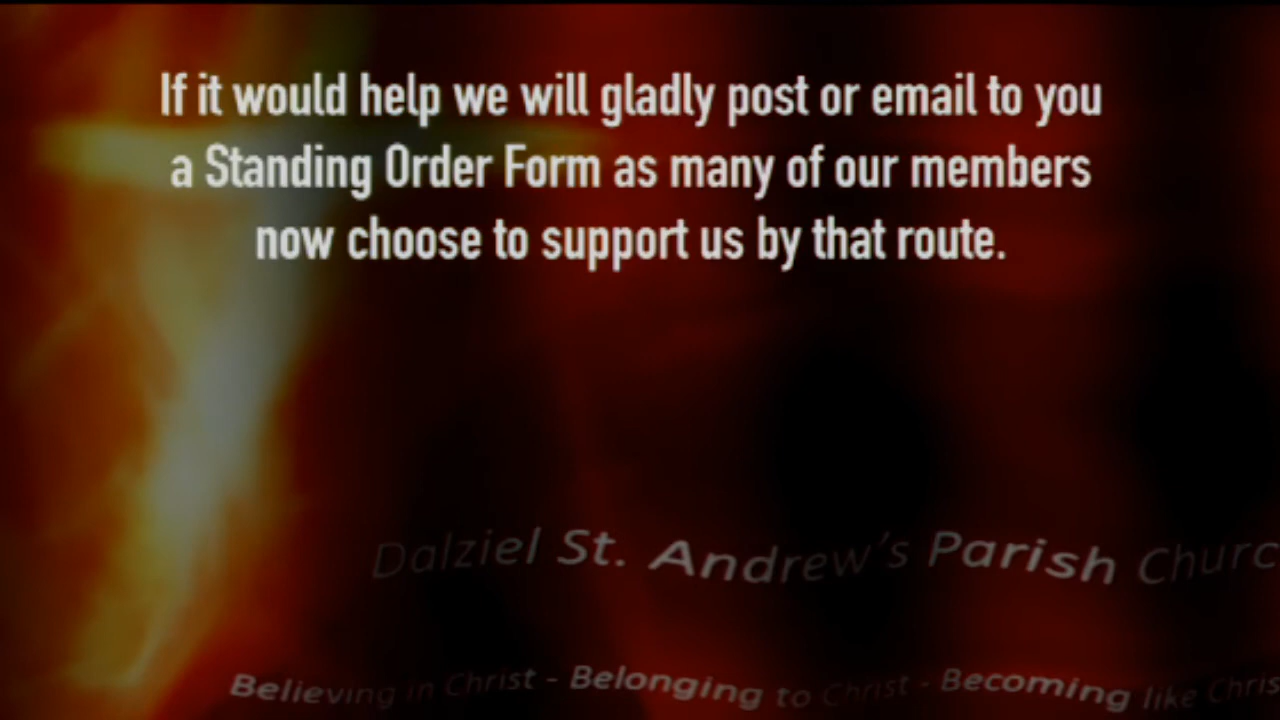 If it would help we will gladly post or email to you
a Standing Order Form as many of our members
now choose to support us by that route.
Dalziel St. Andrew's Parish Churc
Believing in Christ - Belonging to Christ - Becoming like Chris